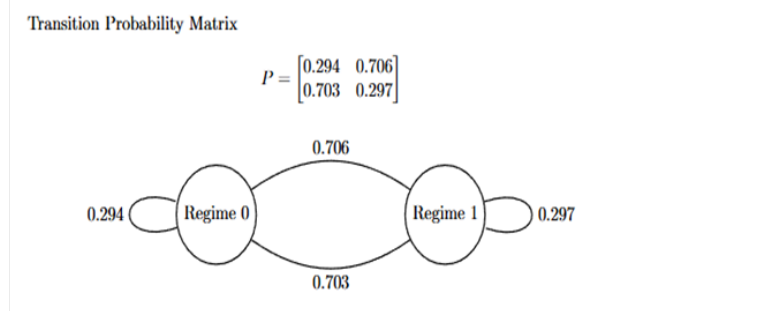 Transition Probability Matrix
P = [0.294 0.706
0.703 0.297]
0.706
0.294 Regime 0 Regime 1 0.297
0.703